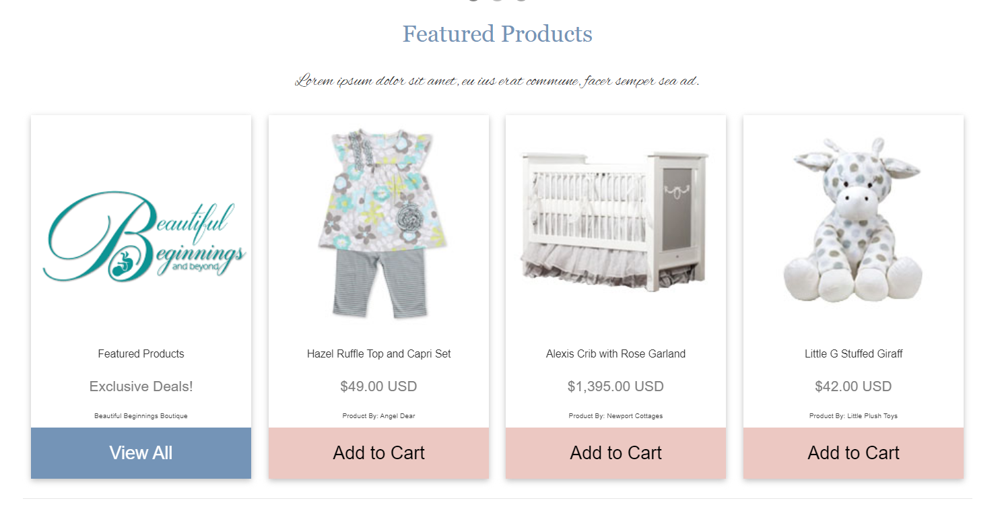 Featured Products
Lorem ipsum dolor sit amet, eu ius erat commune, facer semper sea ad.
Beautiful
Beginnings
and beyond
Featured Products
Exclusive Deals!
Beautiful Beginnings Boutique
View All
Hazel Ruffle Top and Capri Set
$49.00 USD
Product By: Angel Dear
Add to Cart
Alexis Crib with Rose Garland
$1,395.00 USD
Product By: Newport Cottages
Add to Cart
Little G Stuffed Giraff
$42.00 USD
Product By: Little Plush Toys
Add to Cart